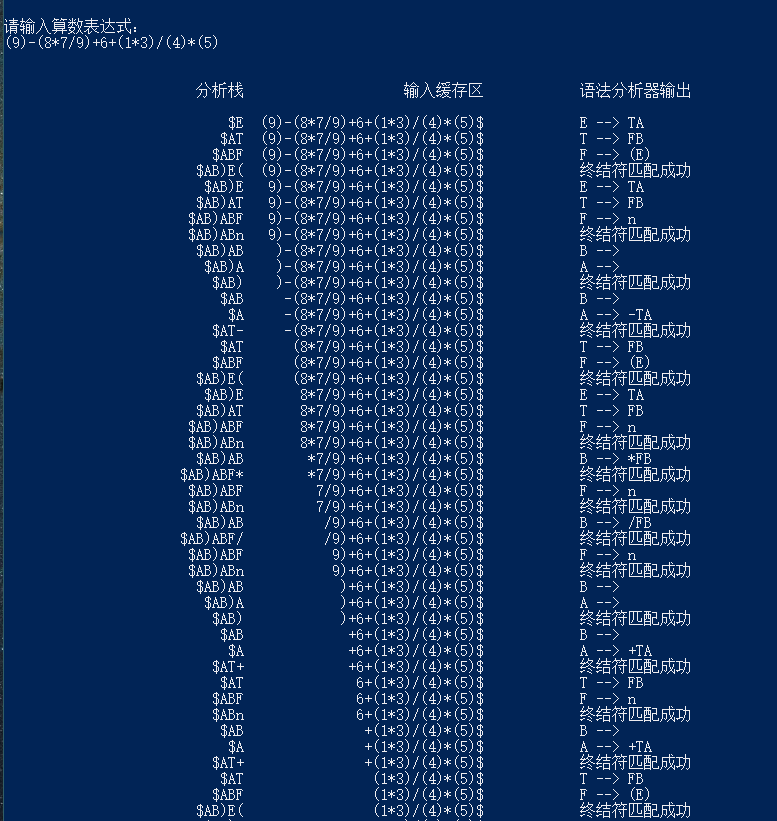 请输入算数表达式:
(9)-(8*7/9)+6+(1*3)/(4)*(5)
分析栈 输入缓存区 语法分析器输出
$E (9)-(8*7/9)+6+(1*3)/(4)*(5)$ E --> TA
$AT (9)-(8*7/9)+6+(1*3)/(4)*(5)$ T --> FB
$ABF (9)-(8*7/9)+6+(1*3)/(4)*(5)$ F --> (E)
$AB)E( (9)-(8*7/9)+6+(1*3)/(4)*(5)$ 终结符匹配成功
$AB)E 9)-(8*7/9)+6+(1*3)/(4)*(5)$ E --> TA
$AB)AT 9)-(8*7/9)+6+(1*3)/(4)*(5)$ T --> FB
$AB)ABF 9)-(8*7/9)+6+(1*3)/(4)*(5)$ F --> n
$AB)ABn 9)-(8*7/9)+6+(1*3)/(4)*(5)$ 终结符匹配成功
$AB)AB )-(8*7/9)+6+(1*3)/(4)*(5)$ B -->
$AB)A )-(8*7/9)+6+(1*3)/(4)*(5)$ A -->
$AB) )-(8*7/9)+6+(1*3)/(4)*(5)$ 终结符匹配成功
$AB -(8*7/9)+6+(1*3)/(4)*(5)$ B -->
$A -(8*7/9)+6+(1*3)/(4)*(5)$ A --> -TA
$AT- -(8*7/9)+6+(1*3)/(4)*(5)$ 终结符匹配成功
$AT (8*7/9)+6+(1*3)/(4)*(5)$ T --> FB
$ABF (8*7/9)+6+(1*3)/(4)*(5)$ F --> (E)
$AB)E( (8*7/9)+6+(1*3)/(4)*(5)$ 终结符匹配成功
$AB)E 8*7/9)+6+(1*3)/(4)*(5)$ E --> TA
$AB)AT 8*7/9)+6+(1*3)/(4)*(5)$ T --> FB
$AB)ABF 8*7/9)+6+(1*3)/(4)*(5)$ F --> n
$AB)ABn 8*7/9)+6+(1*3)/(4)*(5)$ 终结符匹配成功
$AB)AB *7/9)+6+(1*3)/(4)*(5)$ B --> *FB
$AB)ABF* *7/9)+6+(1*3)/(4)*(5)$ 终结符匹配成功
$AB)ABF 7/9)+6+(1*3)/(4)*(5)$ F --> n
$AB)ABn 7/9)+6+(1*3)/(4)*(5)$ 终结符匹配成功
$AB)AB /9)+6+(1*3)/(4)*(5)$ B --> /FB
$AB)ABF/ /9)+6+(1*3)/(4)*(5)$ 终结符匹配成功
$AB)ABF 9)+6+(1*3)/(4)*(5)$ F --> n
$AB)ABn 9)+6+(1*3)/(4)*(5)$ 终结符匹配成功
$AB)AB )+6+(1*3)/(4)*(5)$ B -->
$AB)A )+6+(1*3)/(4)*(5)$ A -->
$AB) )+6+(1*3)/(4)*(5)$ 终结符匹配成功
$AB +6+(1*3)/(4)*(5)$ B -->
$A +6+(1*3)/(4)*(5)$ A --> +TA
$AT+ +6+(1*3)/(4)*(5)$ 终结符匹配成功
$AT 6+(1*3)/(4)*(5)$ T --> FB
$ABF 6+(1*3)/(4)*(5)$ F --> n
$ABn 6+(1*3)/(4)*(5)$ 终结符匹配成功
$AB +(1*3)/(4)*(5)$ B -->
$A +(1*3)/(4)*(5)$ A --> +TA
$AT+ +(1*3)/(4)*(5)$ 终结符匹配成功
$AT (1*3)/(4)*(5)$ T --> FB
$ABF (1*3)/(4)*(5)$ F --> (E)
$AB)E( (1*3)/(4)*(5)$ 终结符匹配成功